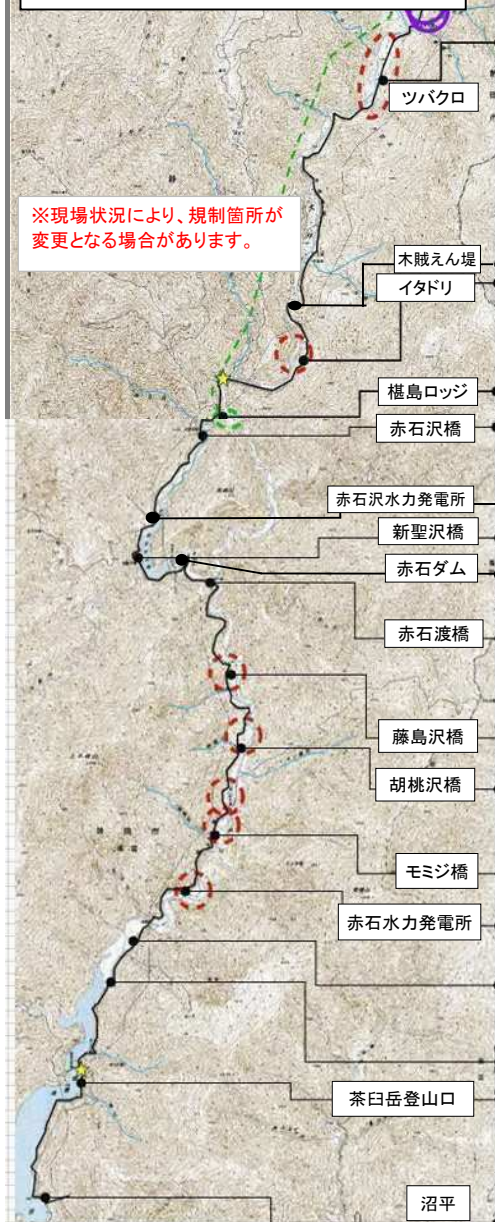 ツバクロ
※現場状況により、規制箇所が
変更となる場合があります。
木賊えん堤
イタドリ
椹島ロッジ
赤石沢橋
赤石沢水力発電所
新聖沢橋
赤石ダム
赤石渡橋
藤島沢橋
胡桃沢橋
モミジ橋
赤石水力発電所
茶臼岳登山口
沼平